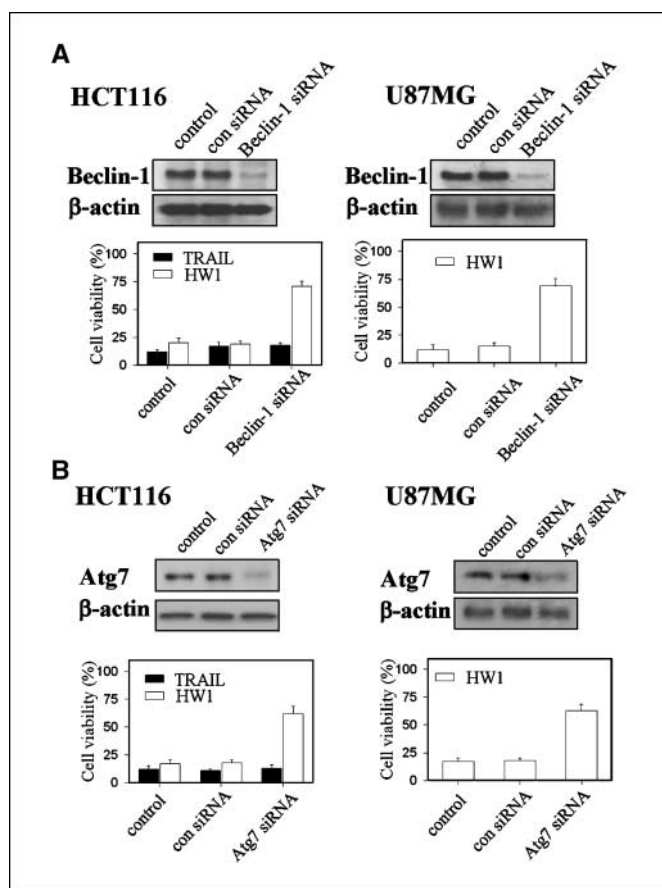 A
HCT116
control
con siRNA
Beclin-1 siRNA
Beclin-1
β-actin
Cell viability (%)
100
75
50
25
0
TRAIL
HW1
control
con siRNA
Beclin-1 siRNA
U87MG
control
con siRNA
Beclin-1 siRNA
Beclin-1
β-actin
Cell viability (%)
100
75
50
25
0
HW1
control
con siRNA
Beclin-1 siRNA
B
HCT116
control
con siRNA
Atg7 siRNA
Atg7
β-actin
Cell viability (%)
100
75
50
25
0
TRAIL
HW1
control
con siRNA
Atg7 siRNA
U87MG
control
con siRNA
Atg7 siRNA
Atg7
β-actin
Cell viability (%)
100
75
50
25
0
HW1
control
con siRNA
Atg7 siRNA